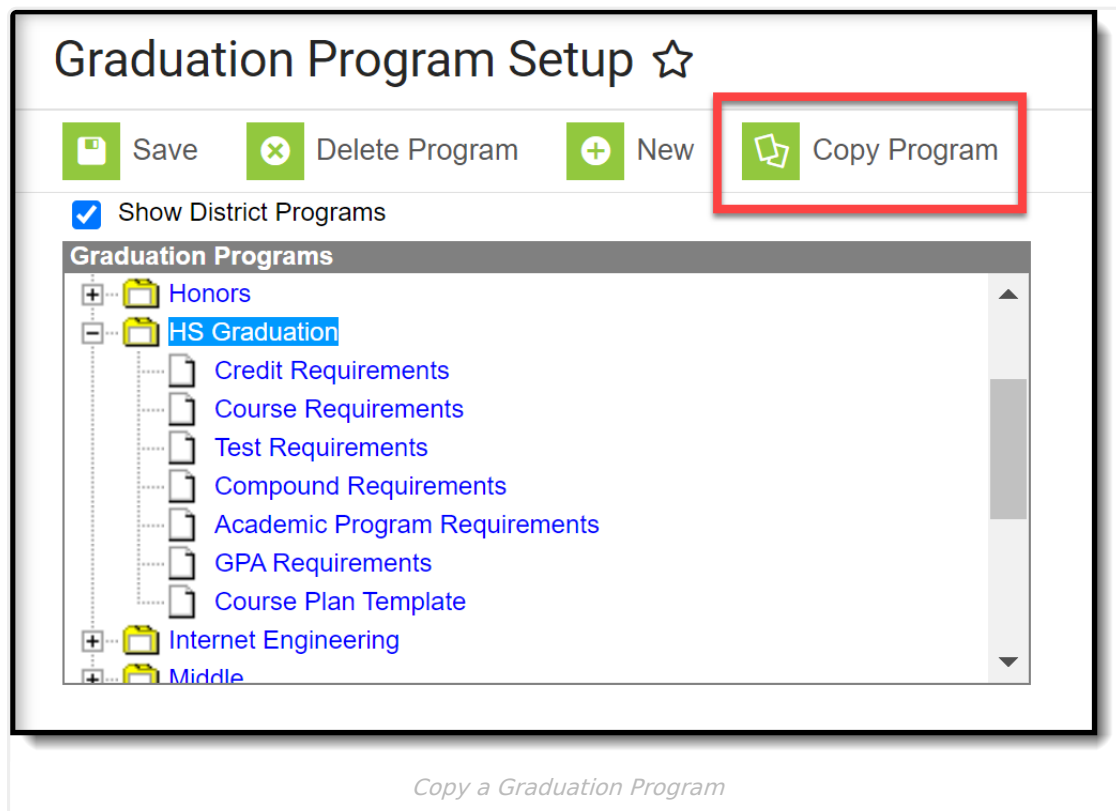 Graduation Program Setup
Save Delete Program New Copy Program
Show District Programs
Graduation Programs
Honors
HS Graduation
Credit Requirements
Course Requirements
Test Requirements
Compound Requirements
Academic Program Requirements
GPA Requirements
Course Plan Template
Internet Engineering
Middle
Copy a Graduation Program